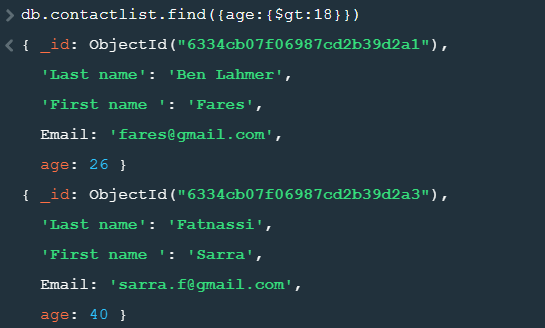 > db.contactlist.find({age:{$gt:18}})
< { _id: ObjectId("6334cb07f06987cd2b39d2a1"),
'Last name': 'Ben Lahmer',
'First name ': 'Fares',
Email: 'fares@gmail.com',
age: 26 }
{ _id: ObjectId("6334cb07f06987cd2b39d2a3"),
'Last name': 'Fatnassi',
'First name ': 'Sarra',
Email: 'sarra.f@gmail.com',
age: 40 }